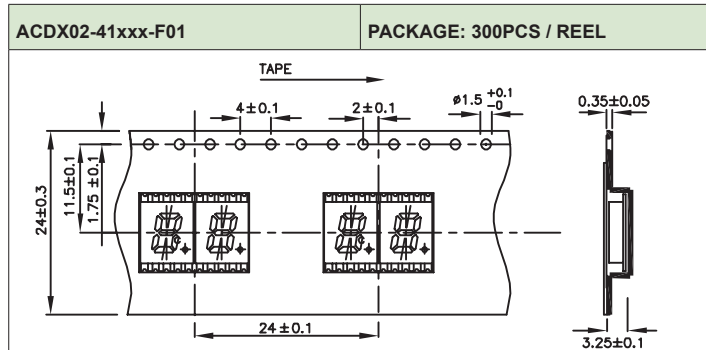 ACDX02-41xxx-F01
PACKAGE: 300PCS / REEL
TAPE
4±0.1
2±0.1
ø1.5 +0.1
-0
0.35±0.05
24±0.3
11.5±0.1
1.75 ±0.1
24±0.1
3.25±0.1